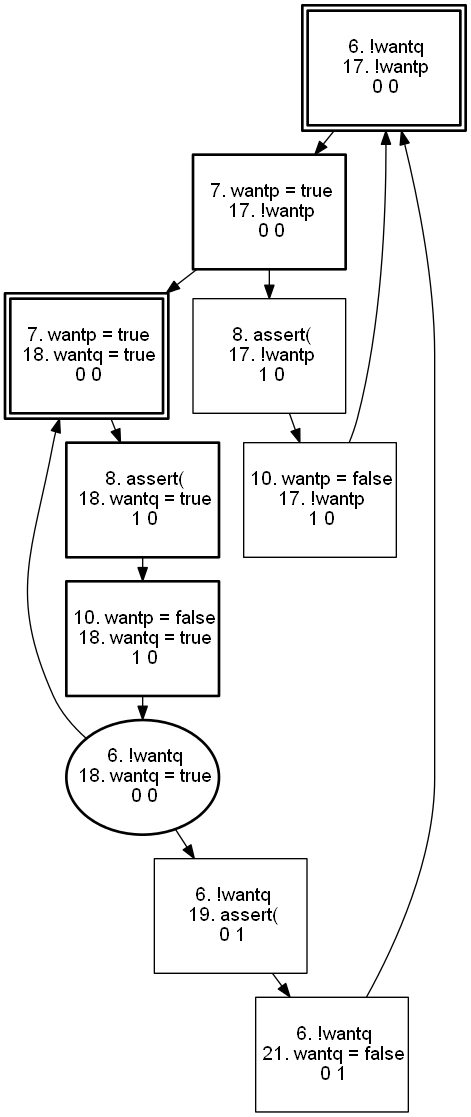 6. !wantq
17. !wantp
0 0
7. wantp = true
17. !wantp
0 0
7. wantp = true
18. wantq = true
0 0
8. assert(
17. !wantp
1 0
8. assert(
18. wantq = true
1 0
10. wantp = false
17. !wantp
1 0
10. wantp = false
18. wantq = true
1 0
6. !wantq
18. wantq = true
0 0
6. !wantq
19. assert(
0 1
6. !wantq
21. wantq = false
0 1